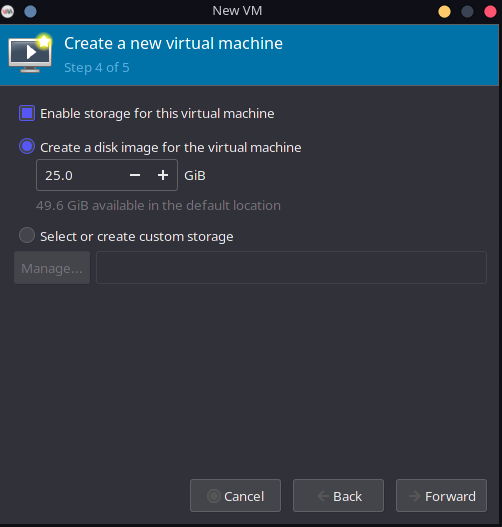 New VM
Create a new virtual machine
Step 4 of 5
Enable storage for this virtual machine
Create a disk image for the virtual machine
25.0 − + GiB
49.6 GiB available in the default location
Select or create custom storage
Manage...
Cancel Back Forward